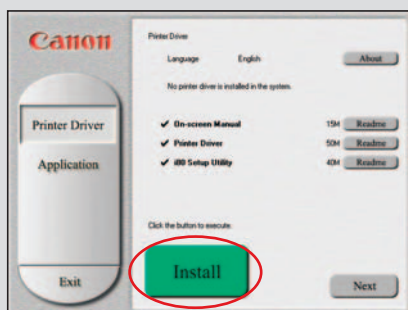 Canon
Printer Driver
Language English About
No printer driver is installed in the system.
Printer Driver
Application
Exit
On-screen Manual 15M Readme
Printer Driver 50M Readme
i80 Setup Utility 40M Readme
Click the button to execute.
Install
Next